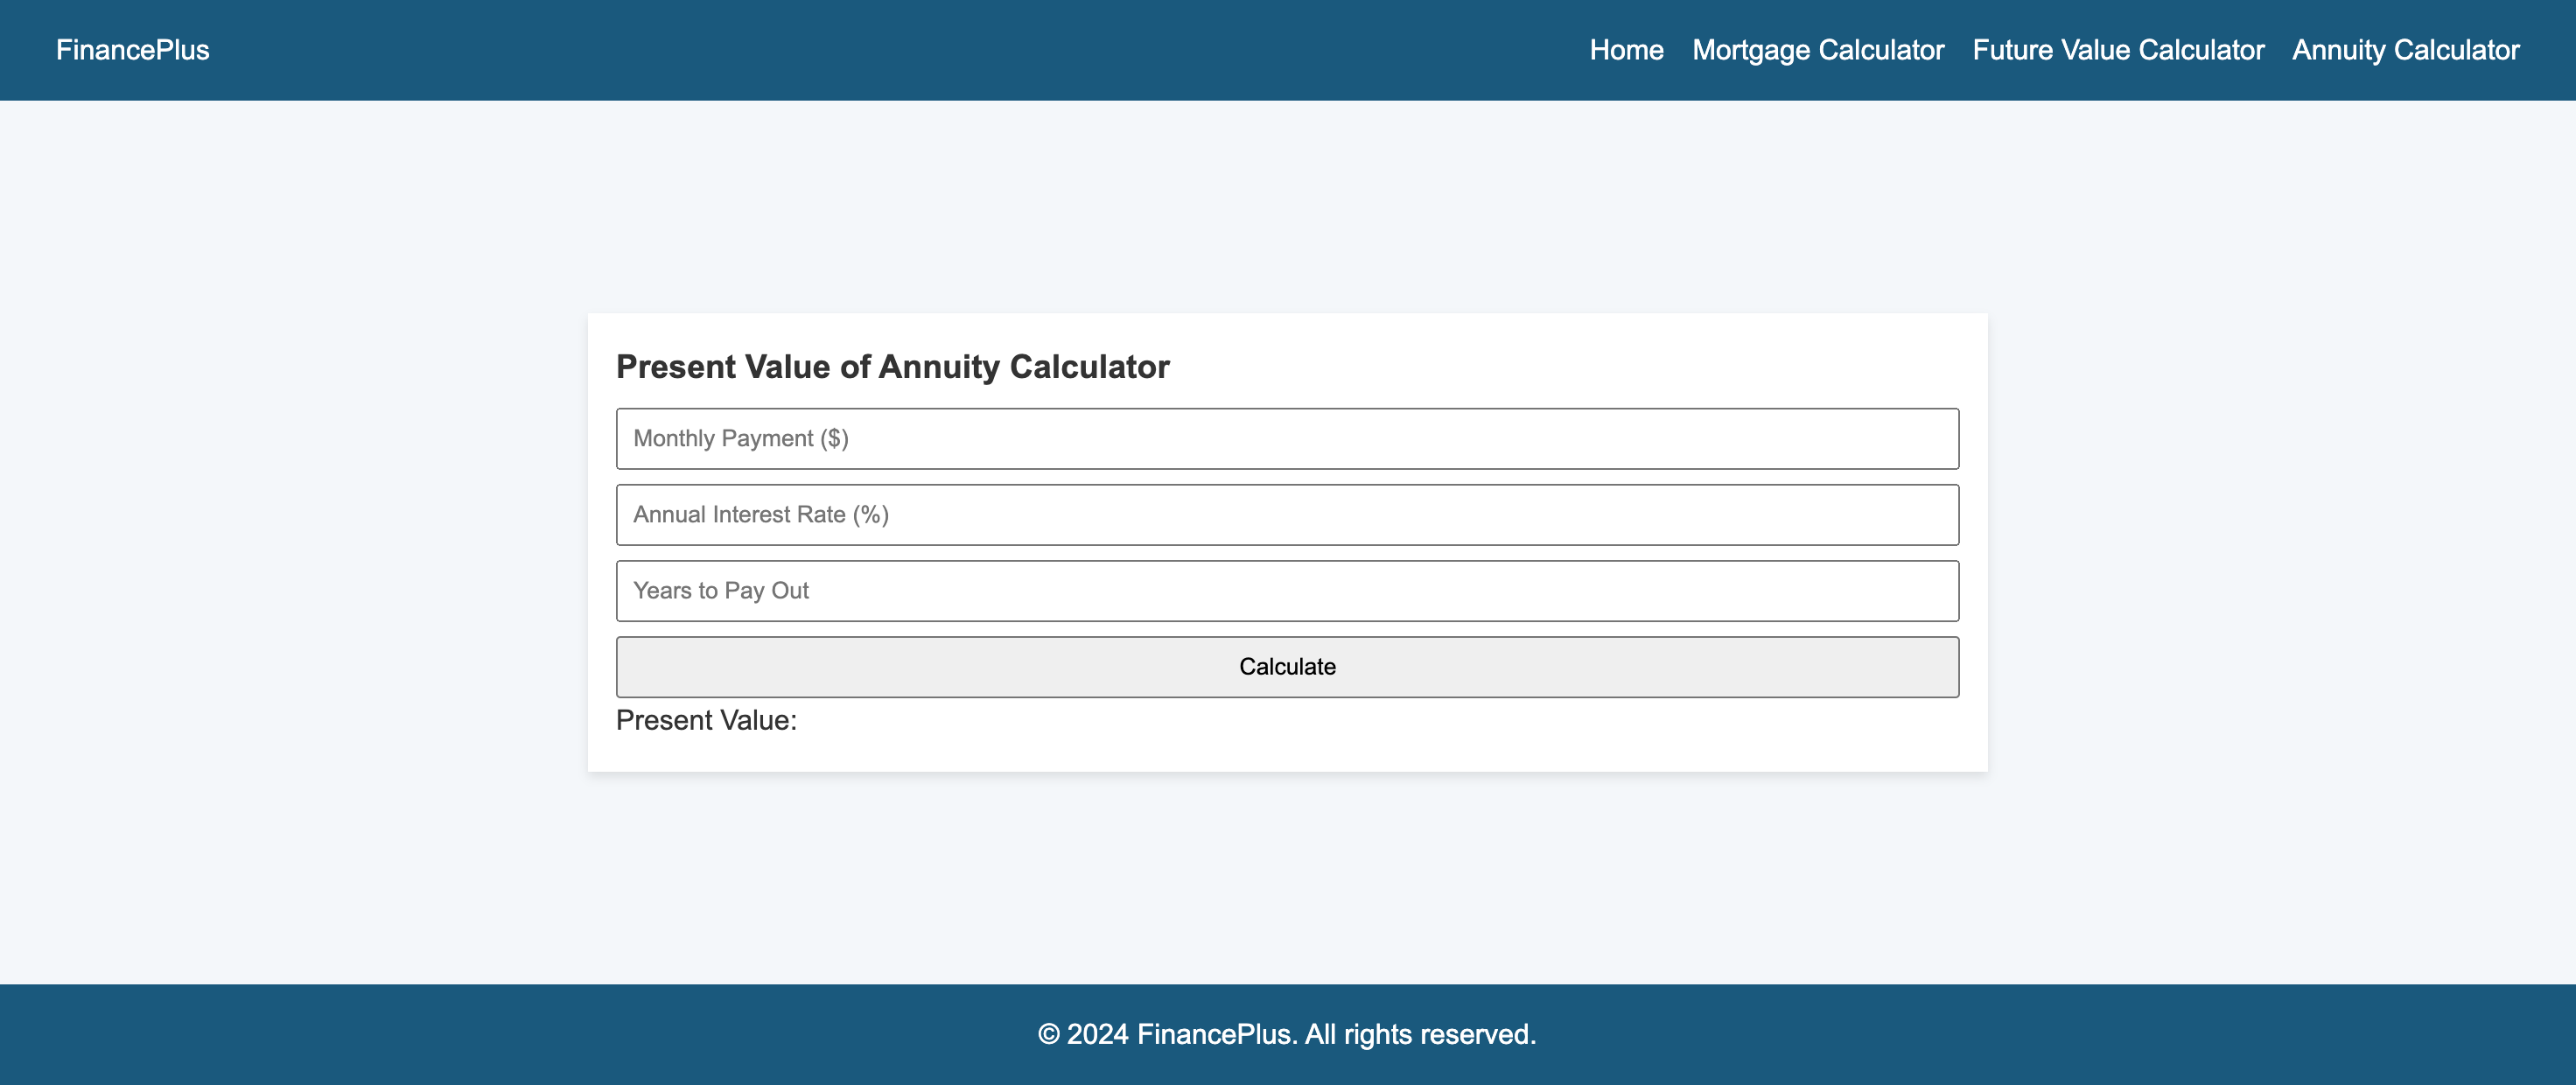 FinancePlus
Home Mortgage Calculator Future Value Calculator Annuity Calculator
Present Value of Annuity Calculator
Monthly Payment ($)
Annual Interest Rate (%)
Years to Pay Out
Calculate
Present Value:
© 2024 FinancePlus. All rights reserved.